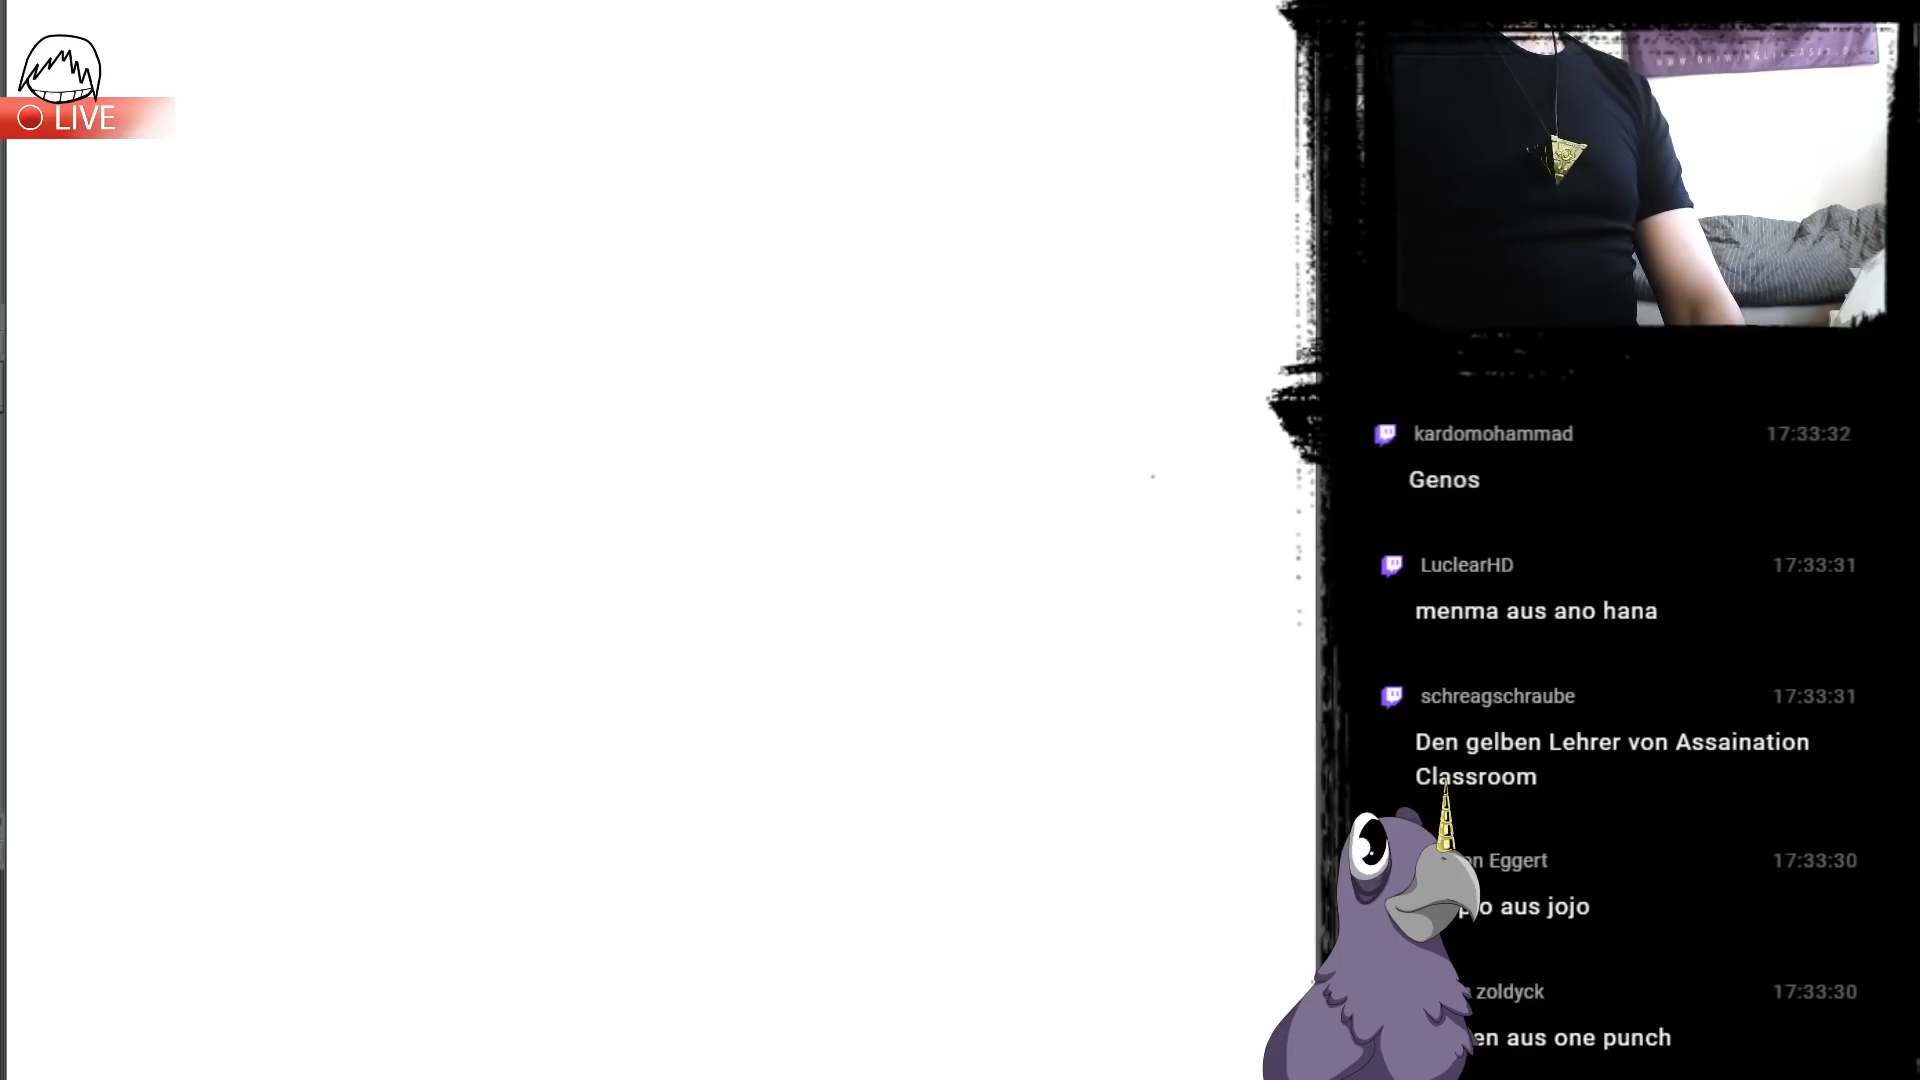 LIVE
kardomohammad 17:33:32
Genos
LuclearHD 17:33:31
menma aus ano hana
schreagschraube 17:33:31
Den gelben Lehrer von Assaination
Classroom
Eggert 17:33:30
aus jojo
zoldyck 17:33:30
aus one punch